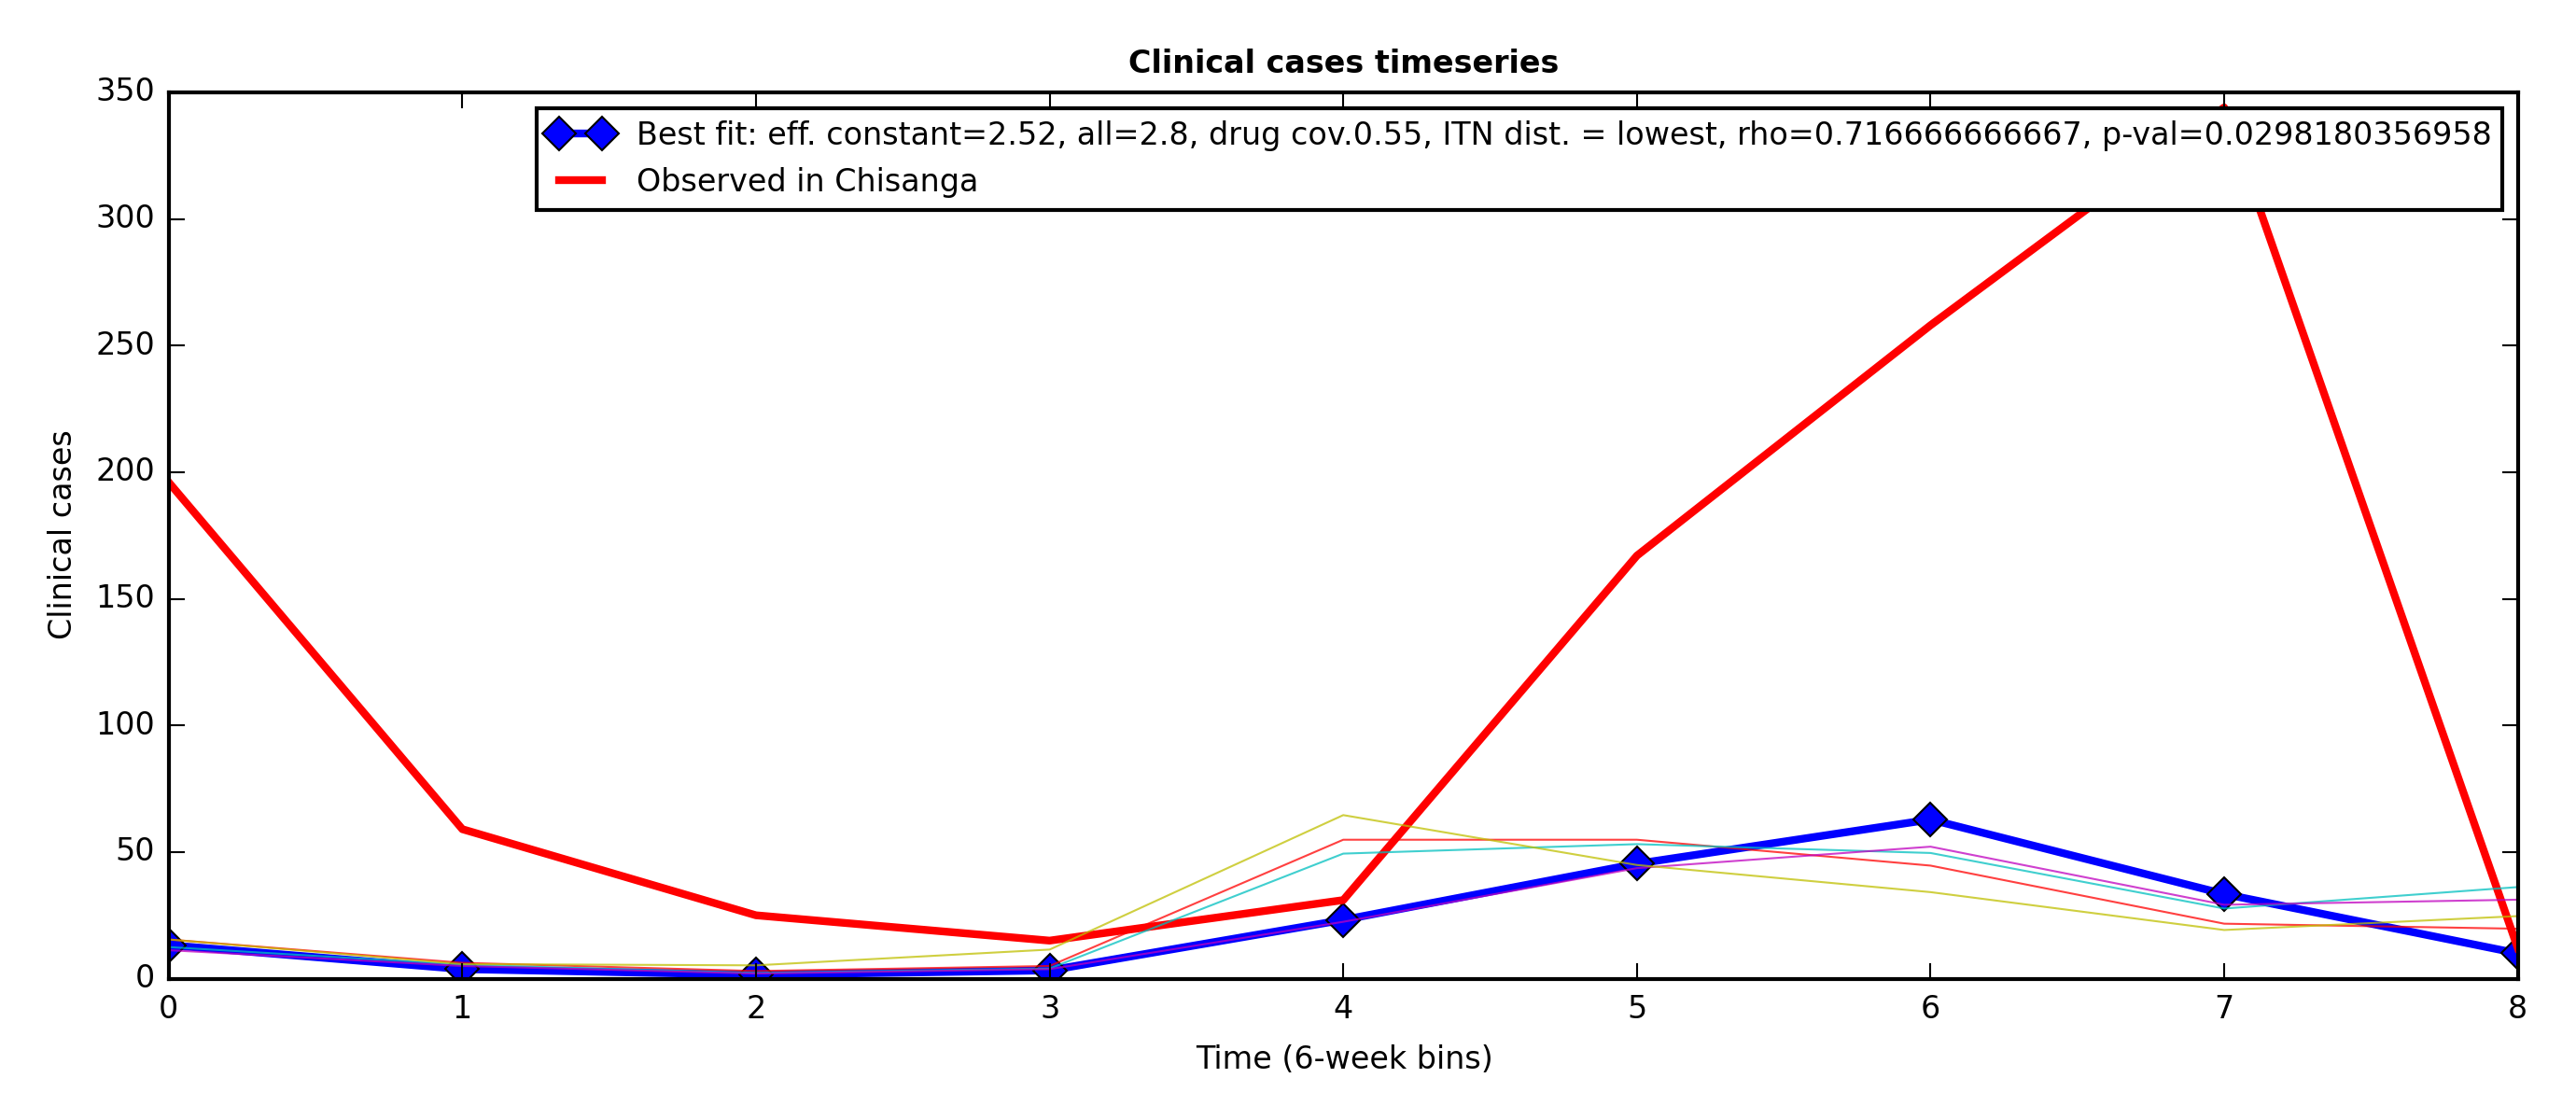 Clinical cases timeseries
350
300
250
200
150
100
50
0
Clinical cases
Best fit: eff. constant=2.52, all=2.8, drug cov.0.55, ITN dist. = lowest, rho=0.716666666667, p-val=0.0298180356958
Observed in Chisanga
0 1 2 3 4 5 6 7 8
Time (6-week bins)